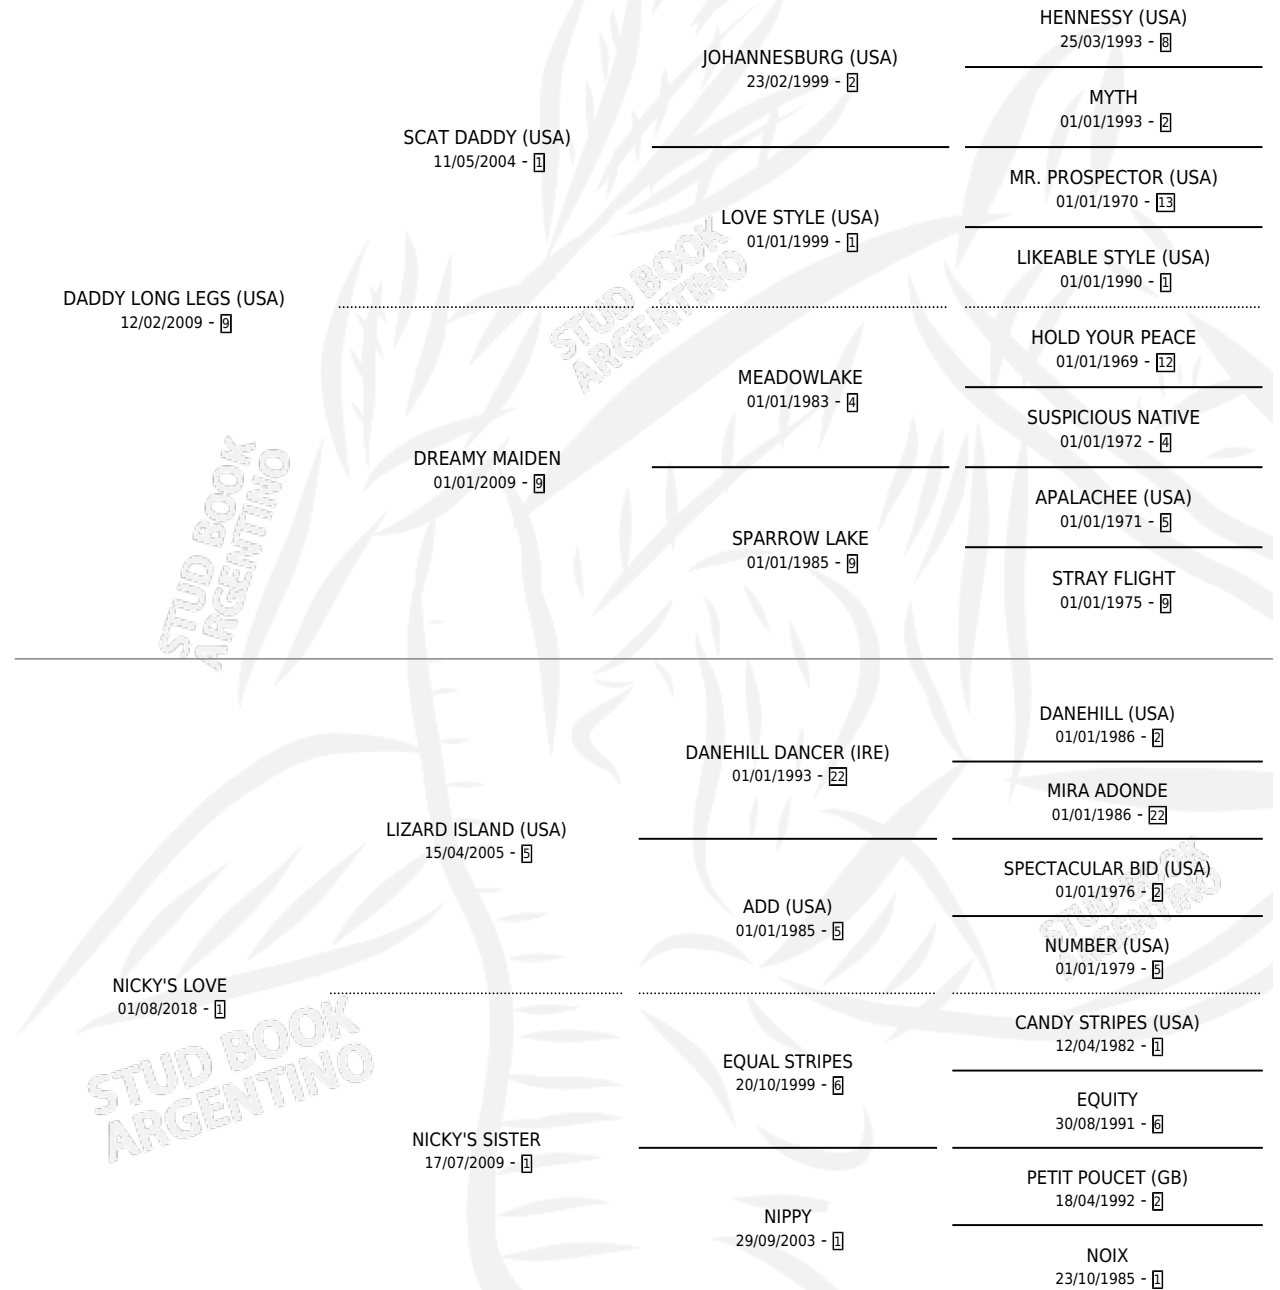 HENNESSY (USA)
25/03/1993 - 8
JOHANNESBURG (USA)
23/02/1999 - 2
MYTH
01/01/1993 - 2
SCAT DADDY (USA)
11/05/2004 - 1
MR. PROSPECTOR (USA)
01/01/1970 - 13
LOVE STYLE (USA)
01/01/1999 - 1
LIKEABLE STYLE (USA)
01/01/1990 - 1
DADDY LONG LEGS (USA)
12/02/2009 - 9
HOLD YOUR PEACE
01/01/1969 - 12
MEADOWLAKE
01/01/1983 - 4
SUSPICIOUS NATIVE
01/01/1972 - 4
DREAMY MAIDEN
01/01/2009 - 9
APALACHEE (USA)
01/01/1971 - 5
SPARROW LAKE
01/01/1985 - 9
STRAY FLIGHT
01/01/1975 - 9
STUD BOOK
ARGENTINO
STUD BOOK
ARGENTINO
DANEHILL (USA)
01/01/1986 - 2
DANEHILL DANCER (IRE)
01/01/1993 - 22
MIRA ADONDE
01/01/1986 - 22
LIZARD ISLAND (USA)
15/04/2005 - 5
SPECTACULAR BID (USA)
01/01/1976 - 2
ADD (USA)
01/01/1985 - 5
NUMBER (USA)
01/01/1979 - 5
NICKY'S LOVE
01/08/2018 - 1
CANDY STRIPES (USA)
12/04/1982 - 1
EQUAL STRIPES
20/10/1999 - 6
EQUITY
30/08/1991 - 6
NICKY'S SISTER
17/07/2009 - 1
PETIT POUCET (GB)
18/04/1992 - 2
NIPPY
29/09/2003 - 1
NOIX
23/10/1985 - 1
STUD BOOK
ARGENTINO
STUD BOOK
ARGENTINO